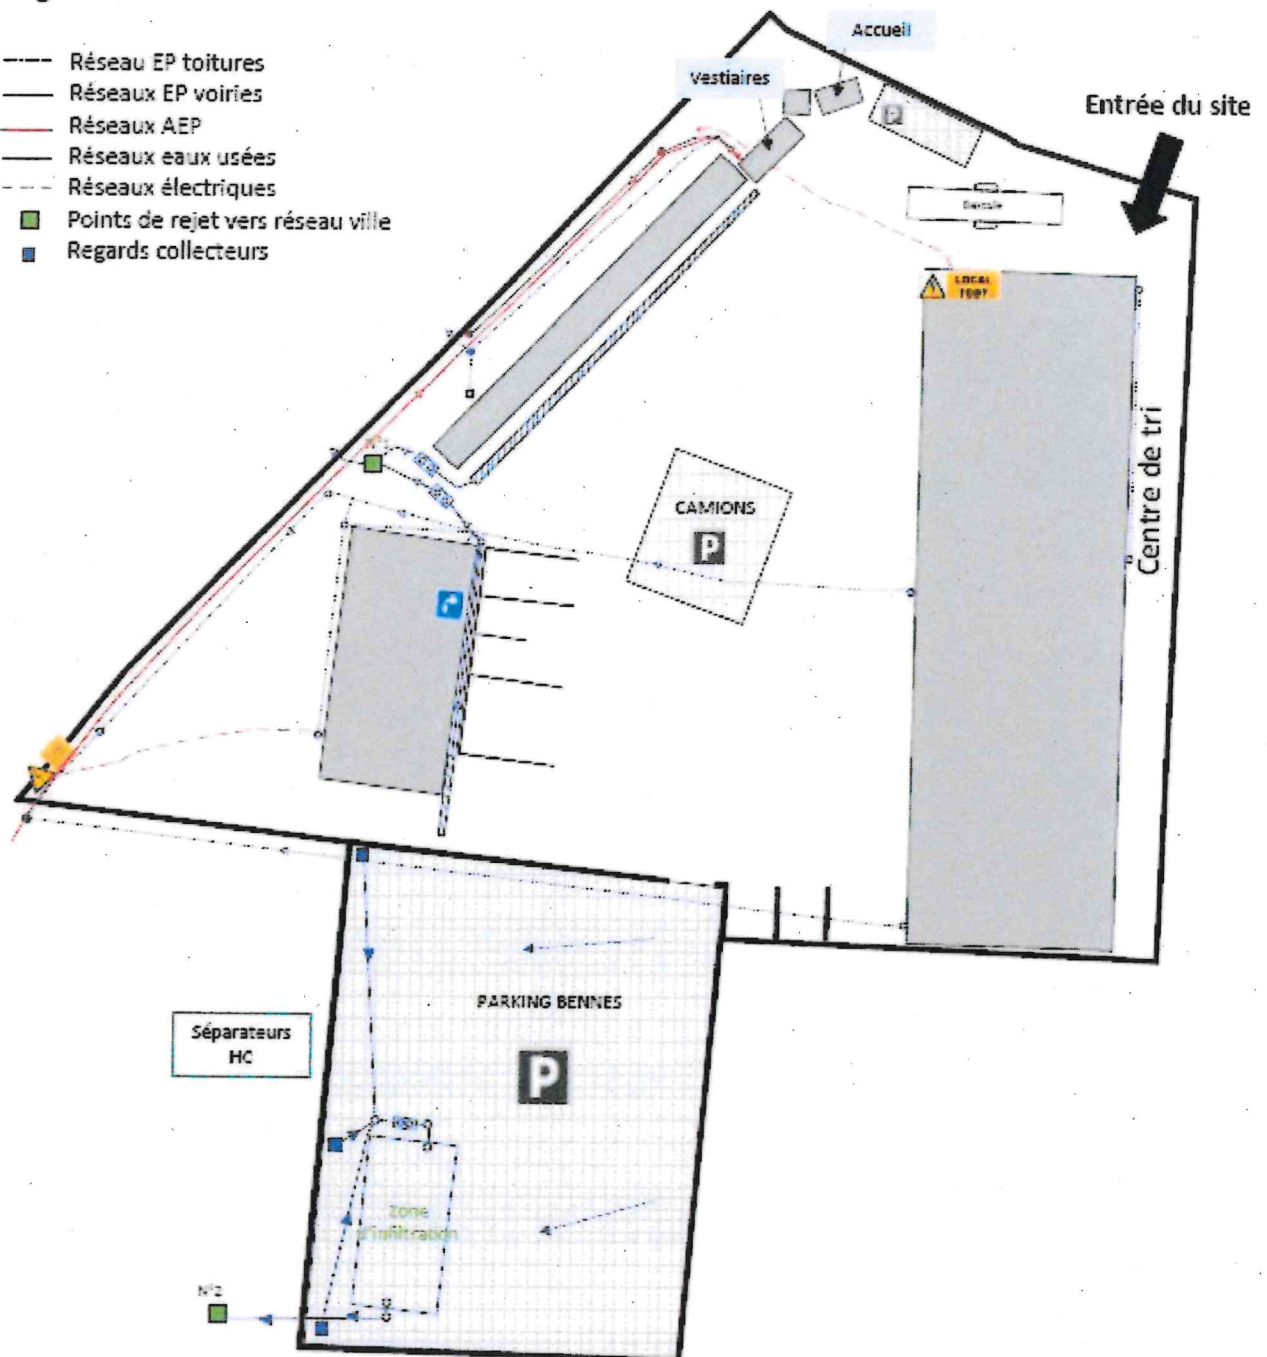 Réseau EP toitures
Réseaux EP voiries
Réseaux AEP
Réseaux eaux usées
Réseaux électriques
Points de rejet vers réseau ville
Regards collecteurs
Accueil
Vestiaires
Entrée du site
P
LOCAL
Centre de tri
CAMIONS
P
PARKING BENNES
P
Séparateurs
HC
Zone
d'infiltration
N°2